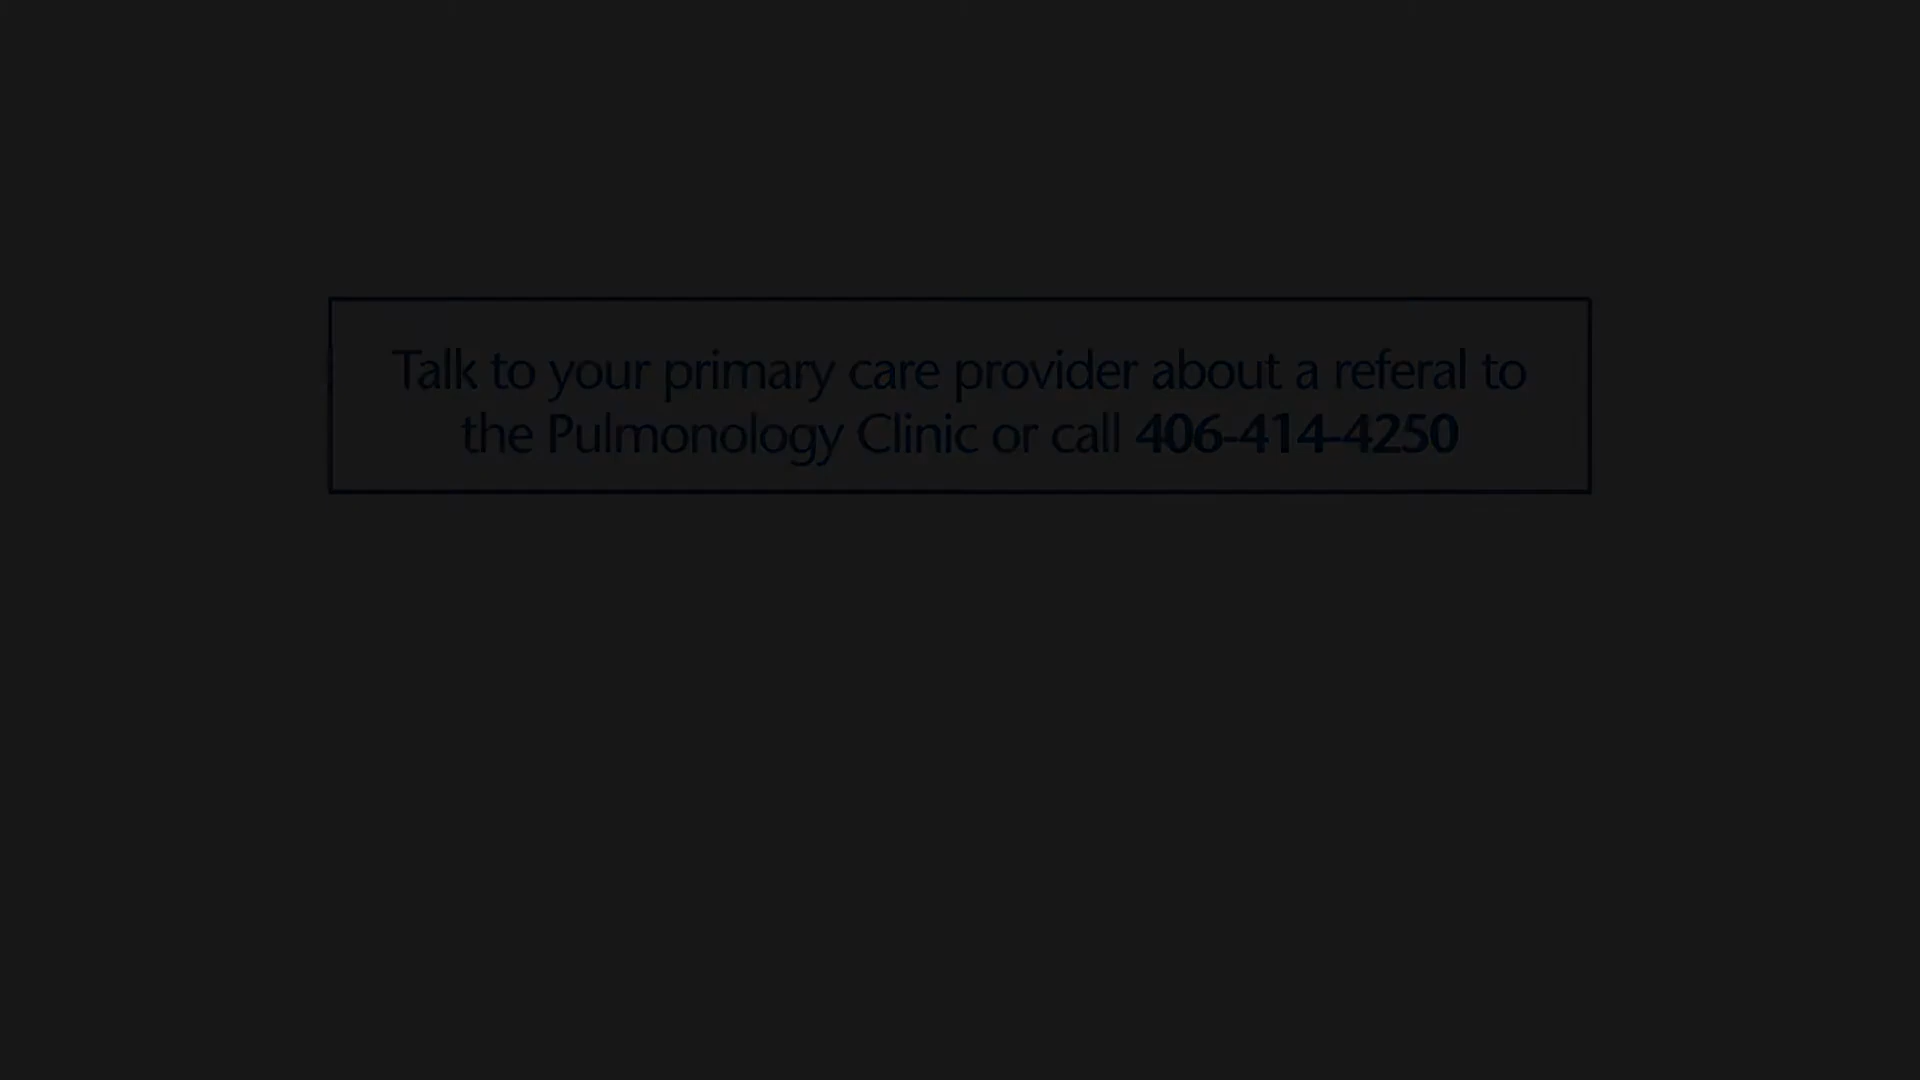 Talk to your primary care provider about a referal to
the Pulmonology Clinic or call 406-414-4250